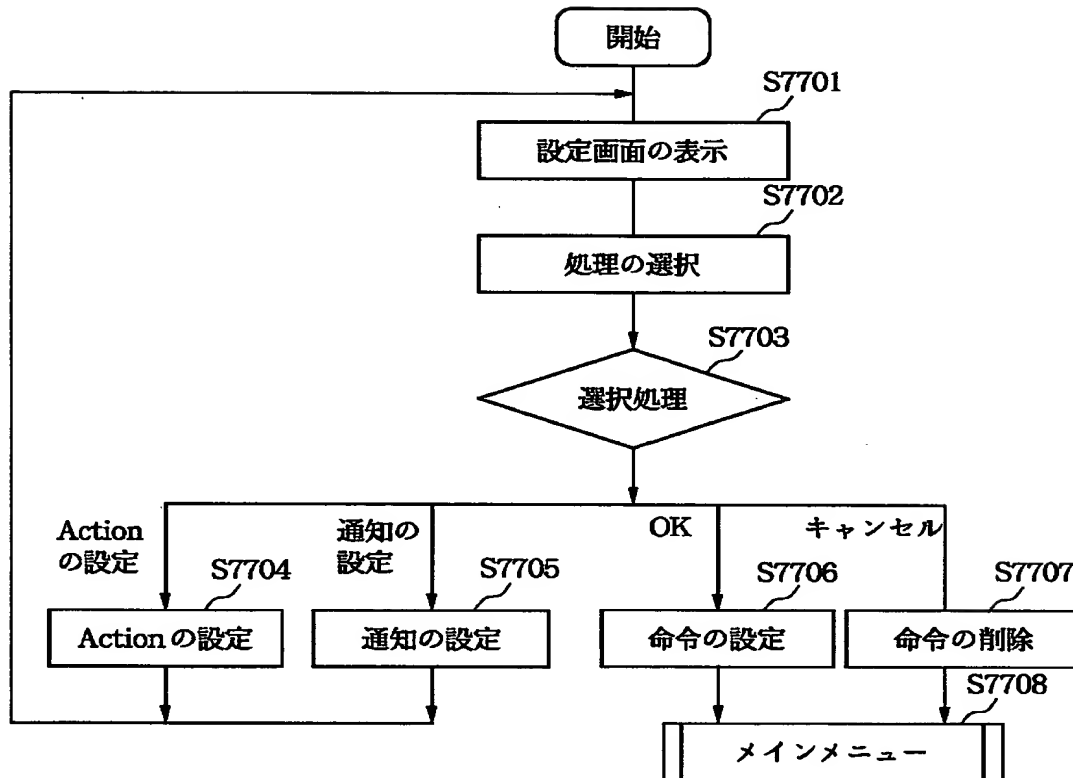 開始
S7701
設定画面の表示
S7702
処理の選択
S7703
選択処理
Action
の設定
通知の
設定
OK
キャンセル
S7704
S7705
S7706
S7707
Actionの設定
通知の設定
命令の設定
命令の削除
S7708
メインメニュー